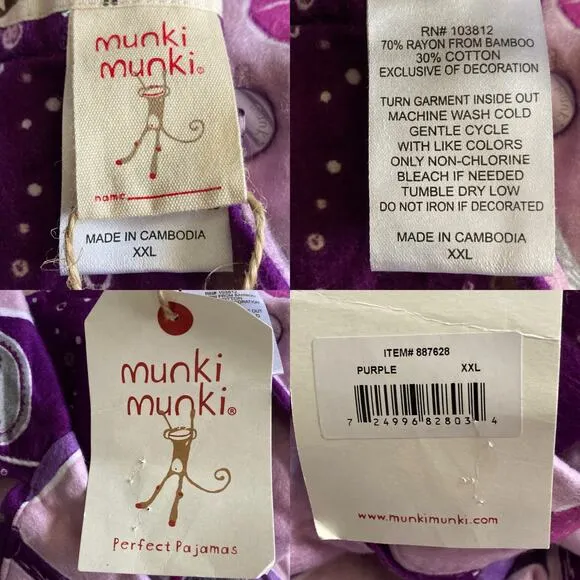 munki
munki®
name
MADE IN CAMBODIA
XXL
RN# 103812
70% RAYON FROM BAMBOO
30% COTTON
EXCLUSIVE OF DECORATION
TURN GARMENT INSIDE OUT
MACHINE WASH COLD
GENTLE CYCLE
WITH LIKE COLORS
ONLY NON-CHLORINE
BLEACH IF NEEDED
TUMBLE DRY LOW
DO NOT IRON IF DECORATED
MADE IN CAMBODIA
XXL
RN# 103812
munki
munki®
Perfect Pajamas
ITEM# 887628
PURPLE XXL
7 24996 82803 4
www.munkimunki.com